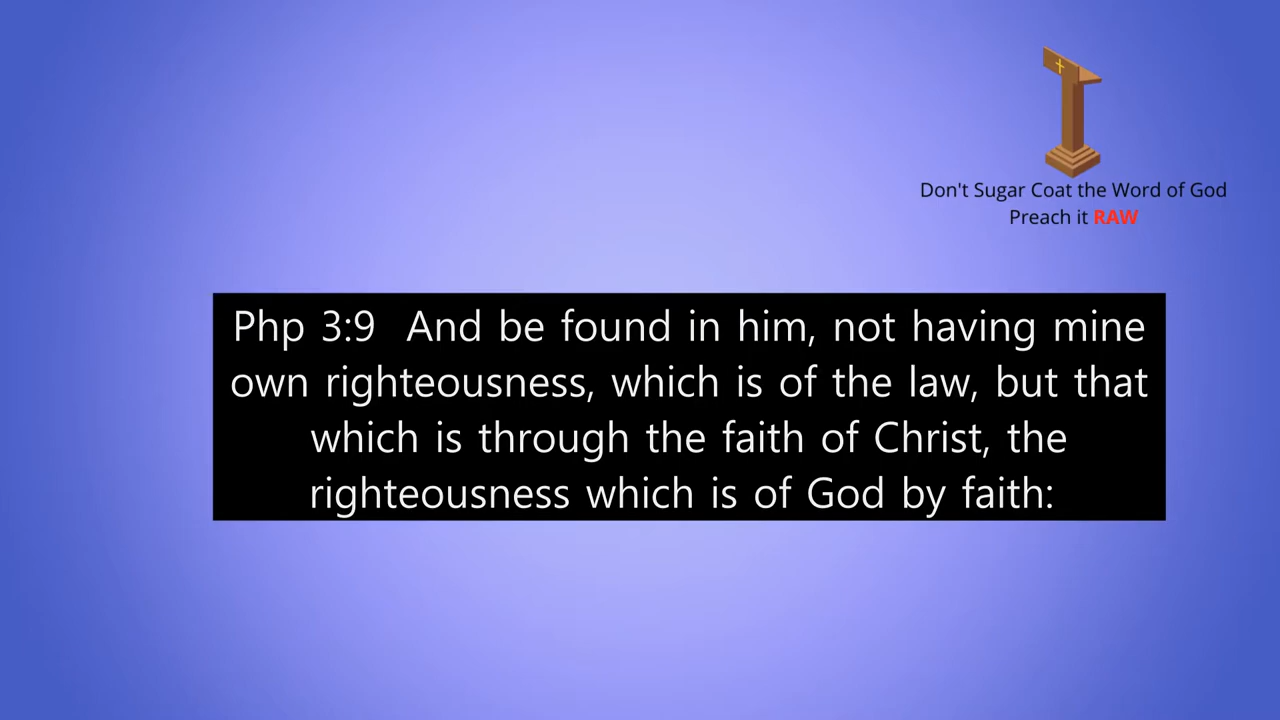 Don't Sugar Coat the Word of God
Preach it RAW
Php 3:9  And be found in him, not having mine
own righteousness, which is of the law, but that
which is through the faith of Christ, the
righteousness which is of God by faith: